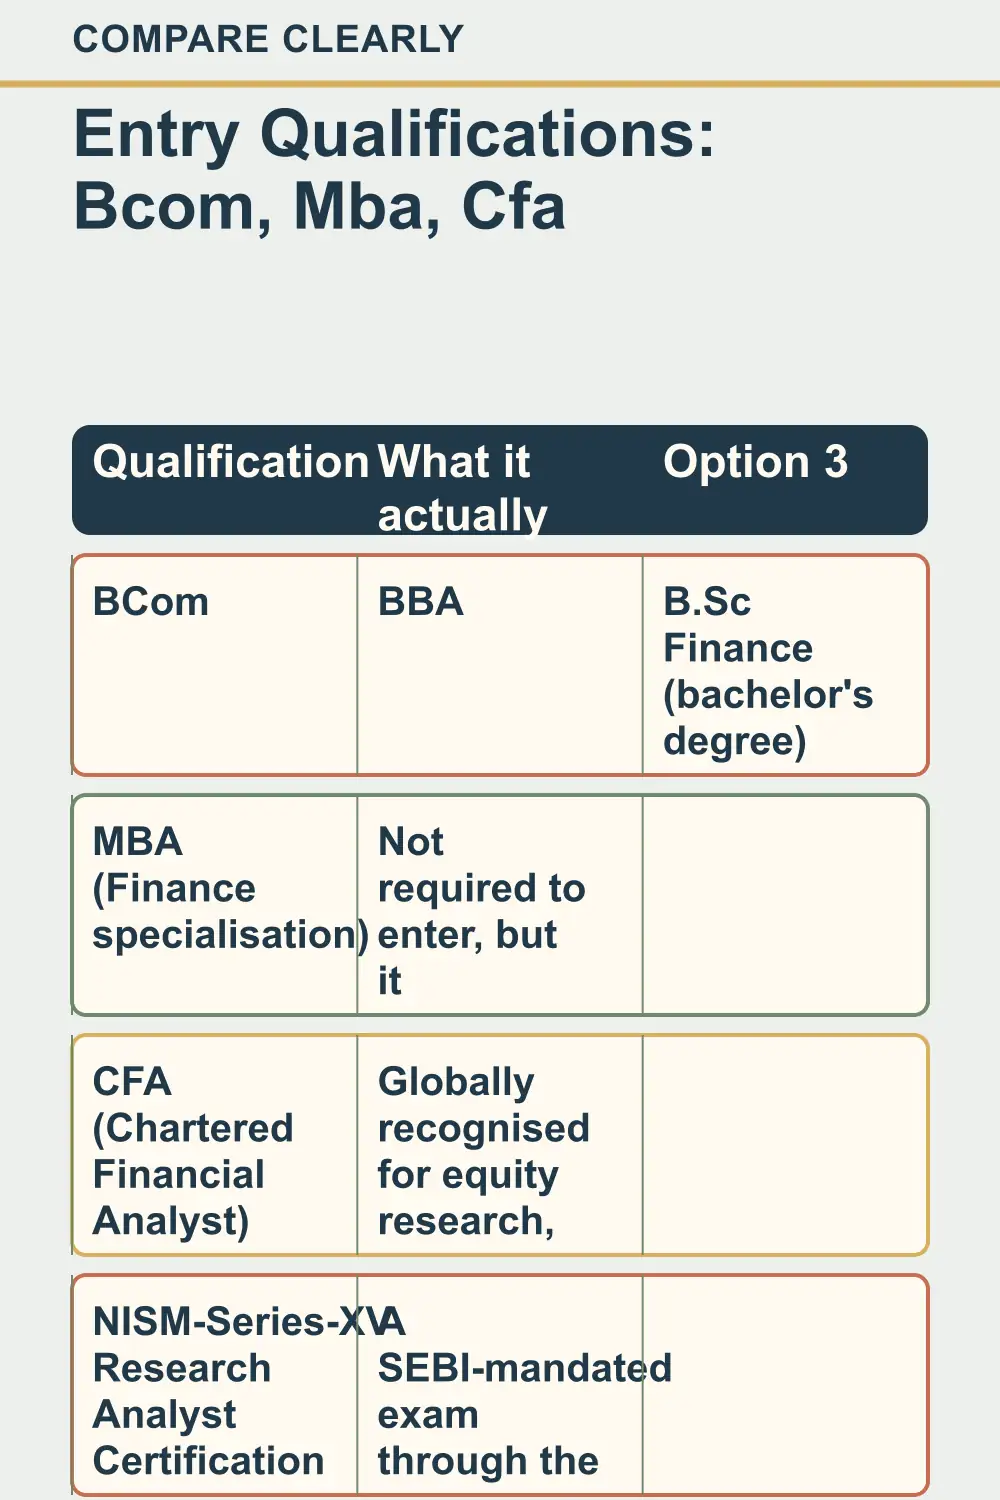 COMPARE CLEARLY
Entry Qualifications:
Bcom, Mba, Cfa
Qualification
What it
actually
Option 3
BCom
BBA
B.Sc
Finance
(bachelor's
degree)
MBA
(Finance
specialisation)
Not
required to
enter, but
it
CFA
(Chartered
Financial
Analyst)
Globally
recognised
for equity
research,
NISM-Series-XV
Research
Analyst
Certification
A
SEBI-mandated
exam
through the